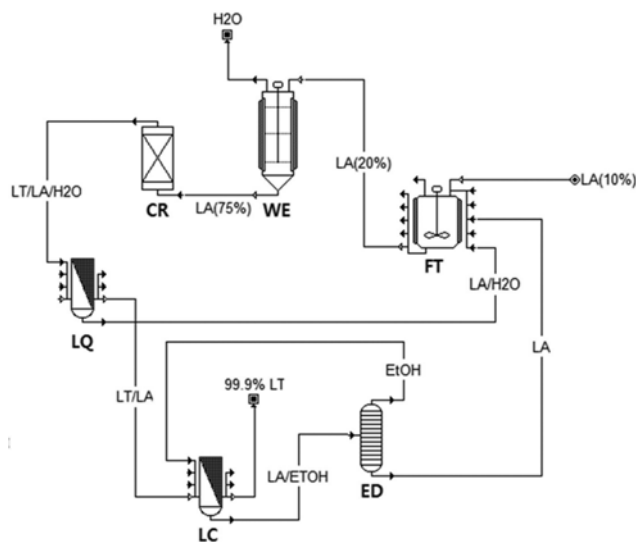 H2O
LA(20%)
LA(10%)
LT/LA/H2O
CR
LA(75%)
WE
FT
LA/H2O
LQ
LA
EtOH
LT/LA
99.9% LT
LA/ETOH
ED
LC